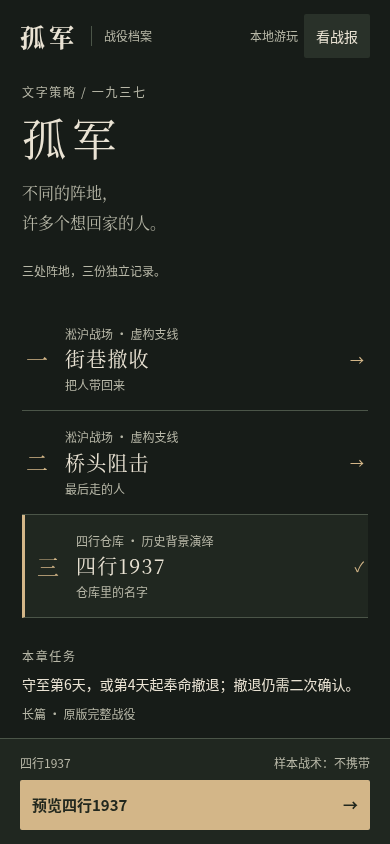 孤军
战役档案
本地游玩
看战报
文字策略 / 一九三七
孤军
不同的阵地，
许多个想回家的人。
三处阵地，三份独立记录。
一
淞沪战场 · 虚构支线
街巷撤收
把人带回来
→
二
淞沪战场 · 虚构支线
桥头阻击
最后走的人
→
三
四行仓库 · 历史背景演绎
四行1937
仓库里的名字
✓
本章任务
守至第6天，或第4天起奉命撤退；撤退仍需二次确认。
长篇 · 原版完整战役
四行1937
样本战术：不携带
预览四行1937 →